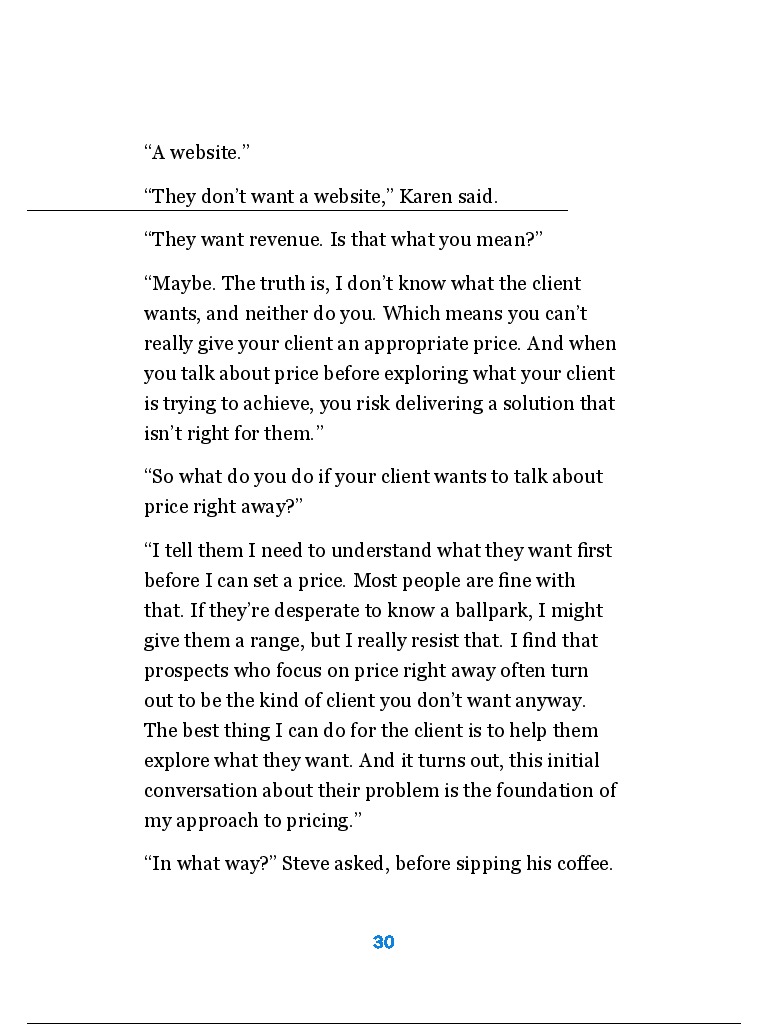 “A website.”
“They don’t want a website,” Karen said.
“They want revenue. Is that what you mean?”
“Maybe. The truth is, I don’t know what the client
wants, and neither do you. Which means you can’t
really give your client an appropriate price. And when
you talk about price before exploring what your client
is trying to achieve, you risk delivering a solution that
isn’t right for them.”
“So what do you do if your client wants to talk about
price right away?”
“I tell them I need to understand what they want first
before I can set a price. Most people are fine with
that. If they’re desperate to know a ballpark, I might
give them a range, but I really resist that. I find that
prospects who focus on price right away often turn
out to be the kind of client you don’t want anyway.
The best thing I can do for the client is to help them
explore what they want. And it turns out, this initial
conversation about their problem is the foundation of
my approach to pricing.”
“In what way?” Steve asked, before sipping his coffee.
30